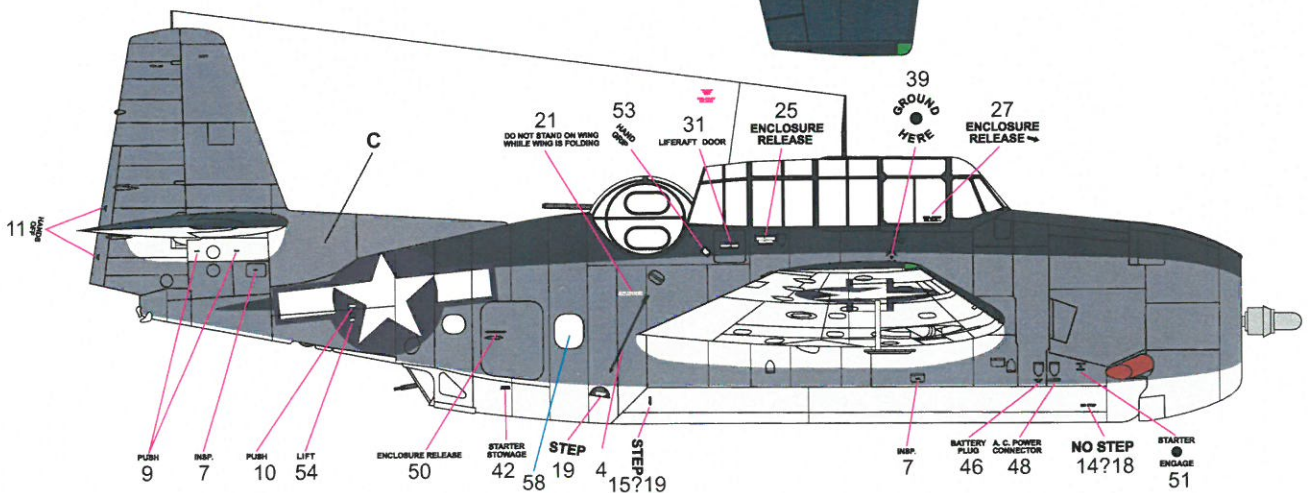 39
GROUND
HERE
21
DO NOT STAND ON WING
WHILE WING IS FOLDING
53
HAND
DROP
31
LIFERAFT DOOR
25
ENCLOSURE
RELEASE
27
ENCLOSURE
RELEASE
C
11
HANDS
OFF
PUSH
9
INSP.
7
PUSH
10
LIFT
54
ENCLOSURE RELEASE
50
STARTER
STOWAGE
42
58
STEP
19
4
STEP
15?19
INSP.
7
BATTERY
PLUG
46
A. C. POWER
CONNECTOR
48
NO STEP
14?18
STARTER
ENGAGE
51